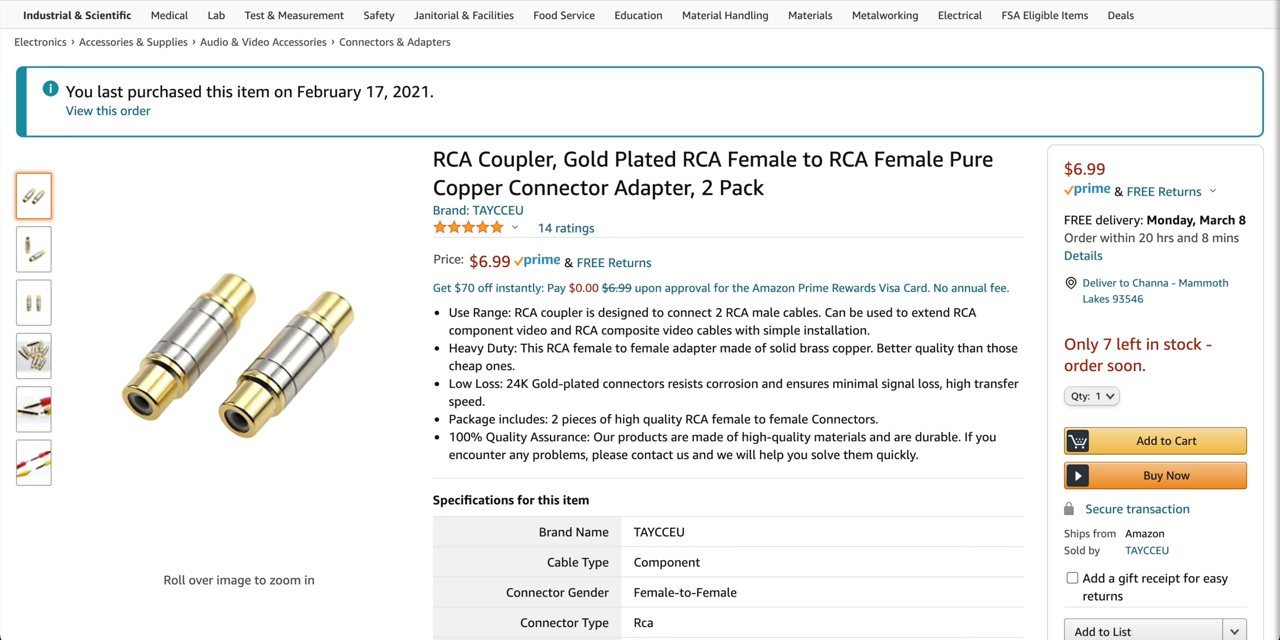 Industrial & Scientific Medical Lab Test & Measurement Safety Janitorial & Facilities Food Service Education Material Handling Materials Metalworking Electrical FSA Eligible Items Deals
Electronics › Accessories & Supplies › Audio & Video Accessories › Connectors & Adapters
You last purchased this item on February 17, 2021.
View this order
RCA Coupler, Gold Plated RCA Female to RCA Female Pure
Copper Connector Adapter, 2 Pack
Brand: TAYCCEU
14 ratings
Price: $6.99 prime & FREE Returns
Get $70 off instantly: Pay $0.00 $6.99 upon approval for the Amazon Prime Rewards Visa Card. No annual fee.
• Use Range: RCA coupler is designed to connect 2 RCA male cables. Can be used to extend RCA
component video and RCA composite video cables with simple installation.
• Heavy Duty: This RCA female to female adapter made of solid brass copper. Better quality than those
cheap ones.
• Low Loss: 24K Gold-plated connectors resists corrosion and ensures minimal signal loss, high transfer
speed.
• Package includes: 2 pieces of high quality RCA female to female Connectors.
• 100% Quality Assurance: Our products are made of high-quality materials and are durable. If you
encounter any problems, please contact us and we will help you solve them quickly.
Specifications for this item
Brand Name TAYCCEU
Cable Type Component
Connector Gender Female-to-Female
Connector Type Rca
Roll over image to zoom in
$6.99
prime & FREE Returns
FREE delivery: Monday, March 8
Order within 20 hrs and 8 mins
Details
Deliver to Channa - Mammoth
Lakes 93546
Only 7 left in stock -
order soon.
Qty: 1
Add to Cart
Buy Now
Secure transaction
Ships from Amazon
Sold by TAYCCEU
Add a gift receipt for easy
returns
Add to List